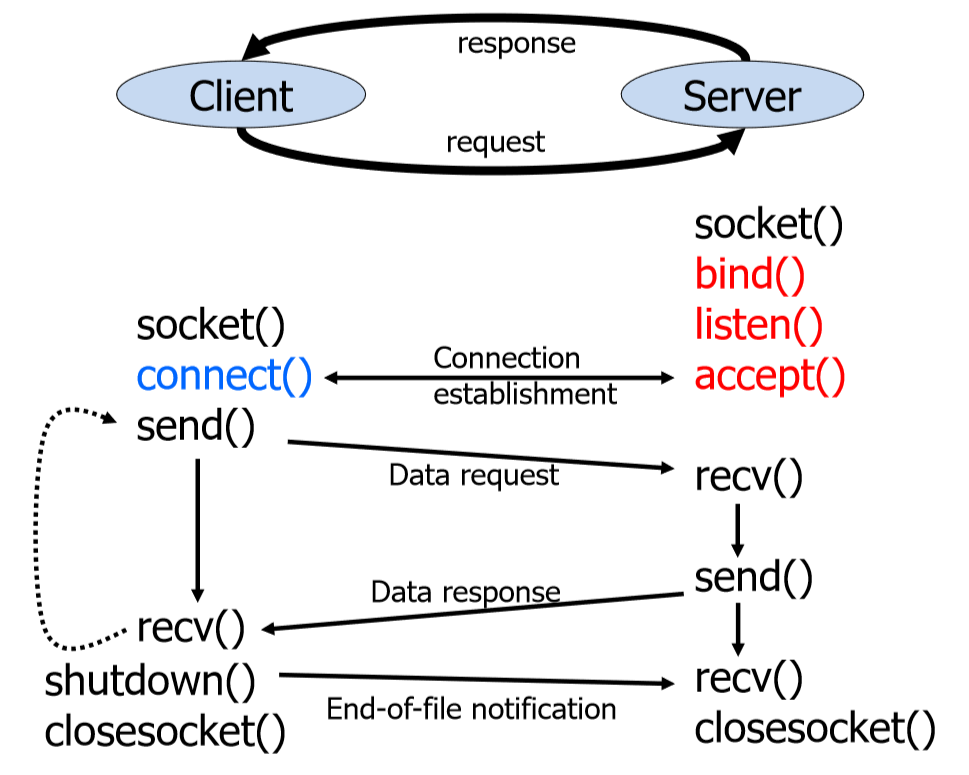 response
Client
Server
request
socket()
bind()
listen()
accept()
socket()
connect()
Connection
establishment
send()
Data request
recv()
send()
Data response
recv()
shutdown()
closesocket()
End-of-file notification
recv()
closesocket()